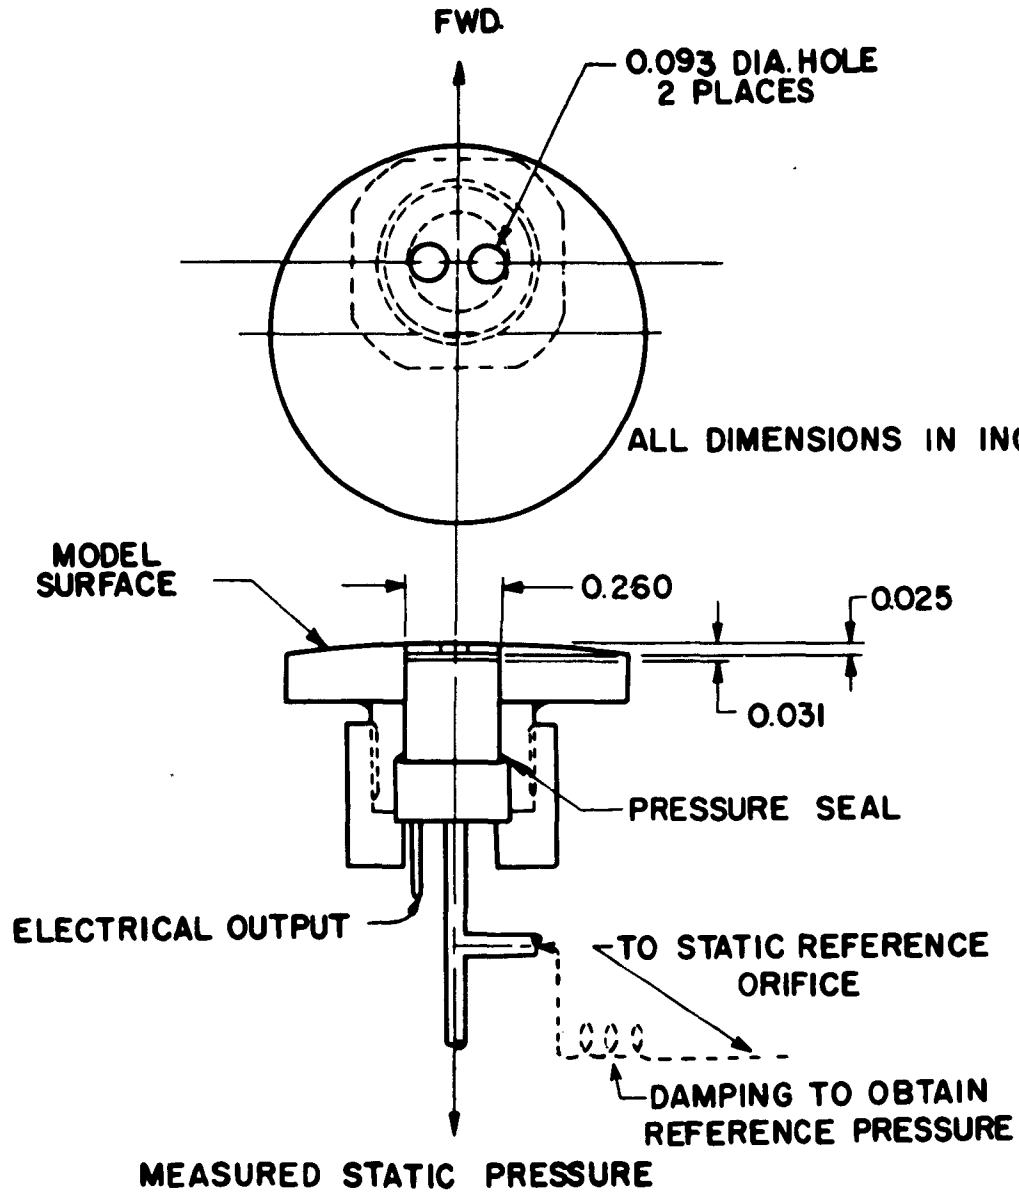 FWD.
0.093 DIA. HOLE
2 PLACES
ALL DIMENSIONS IN INC
MODEL
SURFACE
0.260
0.025
0.031
PRESSURE SEAL
ELECTRICAL OUTPUT
TO STATIC REFERENCE
ORIFICE
DAMPING TO OBTAIN
REFERENCE PRESSURE
MEASURED STATIC PRESSURE